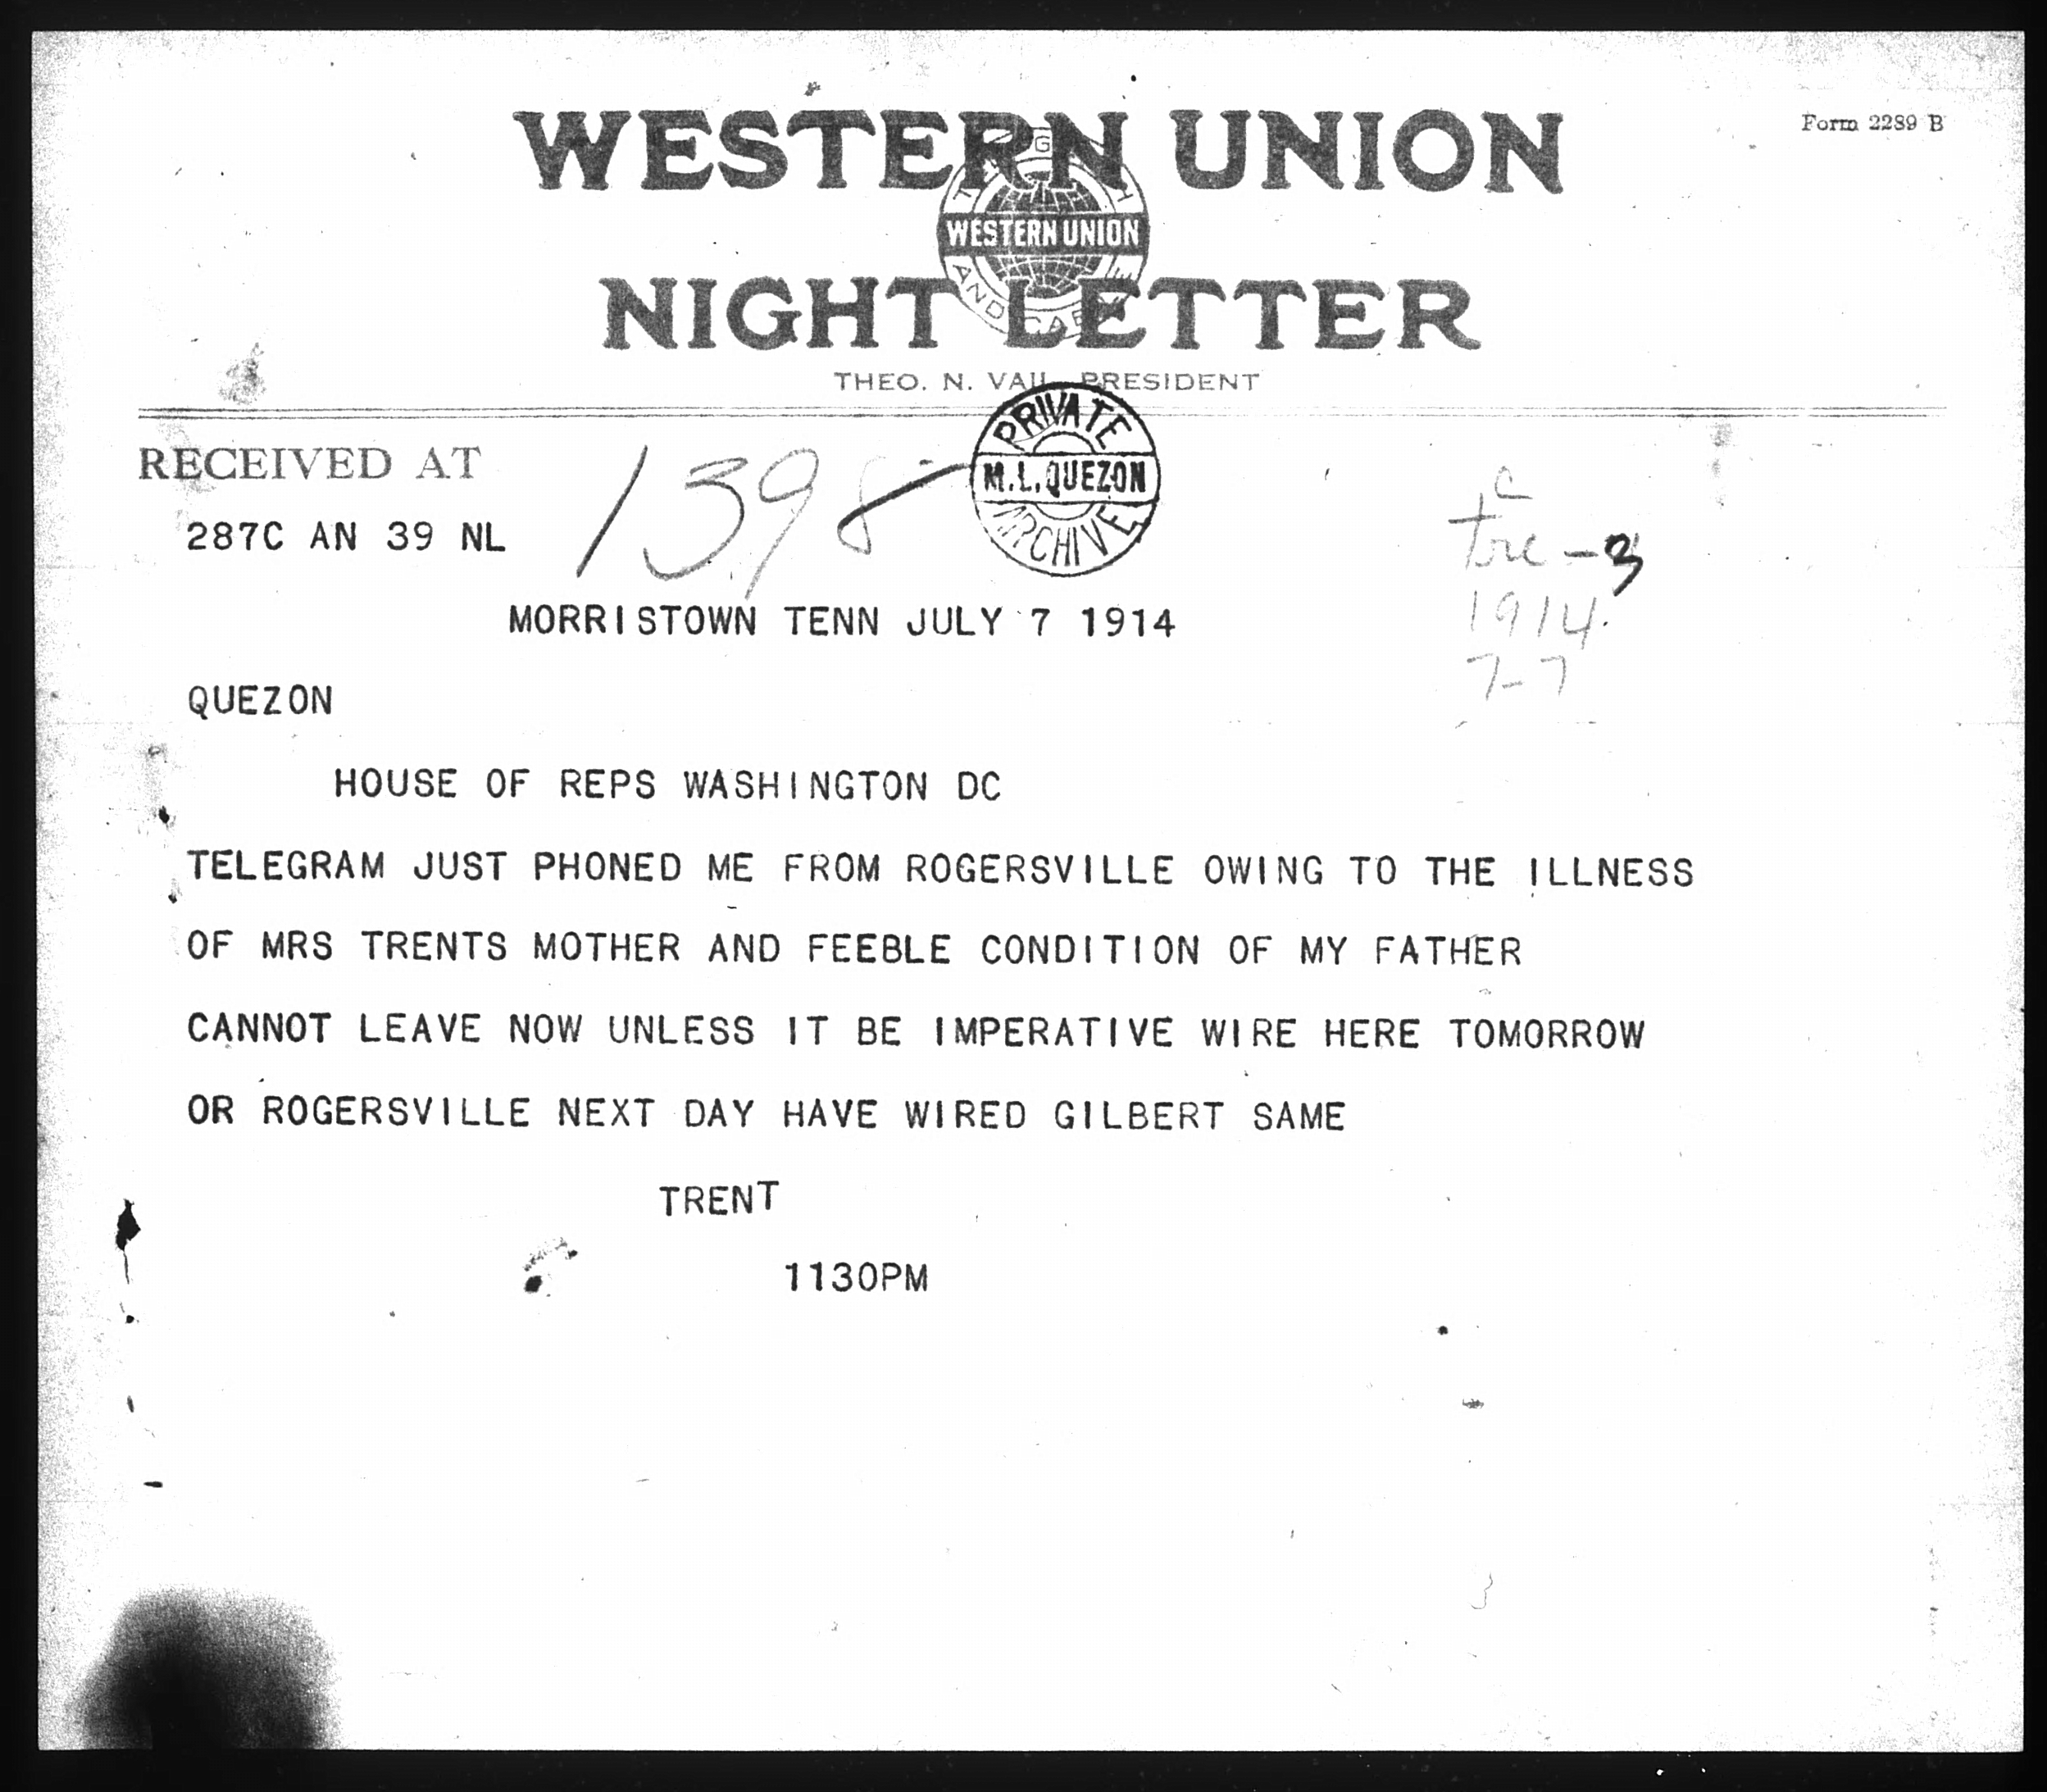 Form 2289 B
WESTERN UNION
WESTERN UNION
NIGHT LETTER
THEO. N. VAIL, PRESIDENT
PRIVATE
M.L. QUEZON
ARCHIVE
RECEIVED AT
1398
287C AN 39 NL
c
tre-3
1914.
7-7
MORRISTOWN TENN JULY 7 1914
QUEZON
HOUSE OF REPS WASHINGTON DC
TELEGRAM JUST PHONED ME FROM ROGERSVILLE OWING TO THE ILLNESS
OF MRS TRENTS MOTHER AND FEEBLE CONDITION OF MY FATHER
CANNOT LEAVE NOW UNLESS IT BE IMPERATIVE WIRE HERE TOMORROW
OR ROGERSVILLE NEXT DAY HAVE WIRED GILBERT SAME
TRENT
1130PM